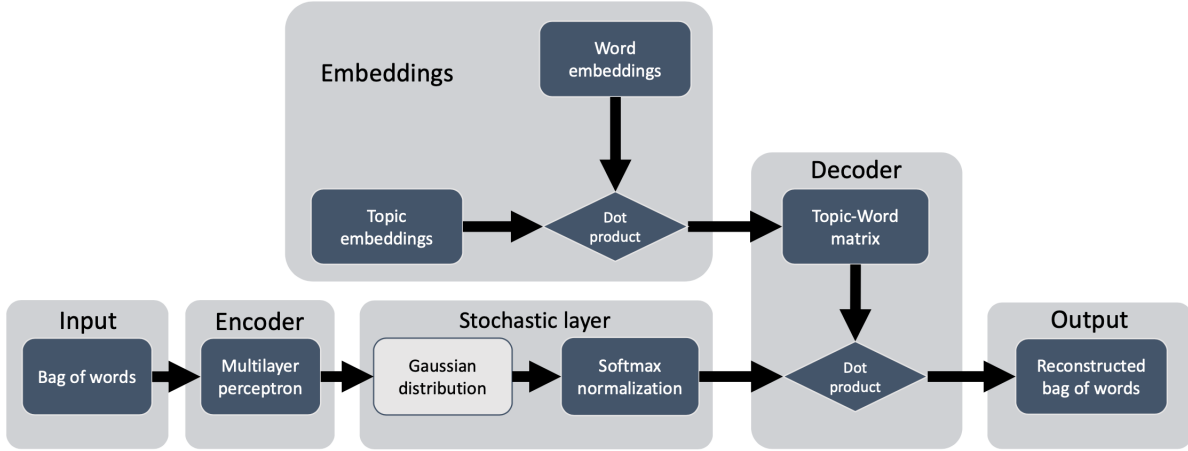 Embeddings
Word
embeddings
Topic
embeddings
Dot
product
Decoder
Topic-Word
matrix
Input
Bag of words
Encoder
Multilayer
perceptron
Stochastic layer
Gaussian
distribution
Softmax
normalization
Dot
product
Output
Reconstructed
bag of words